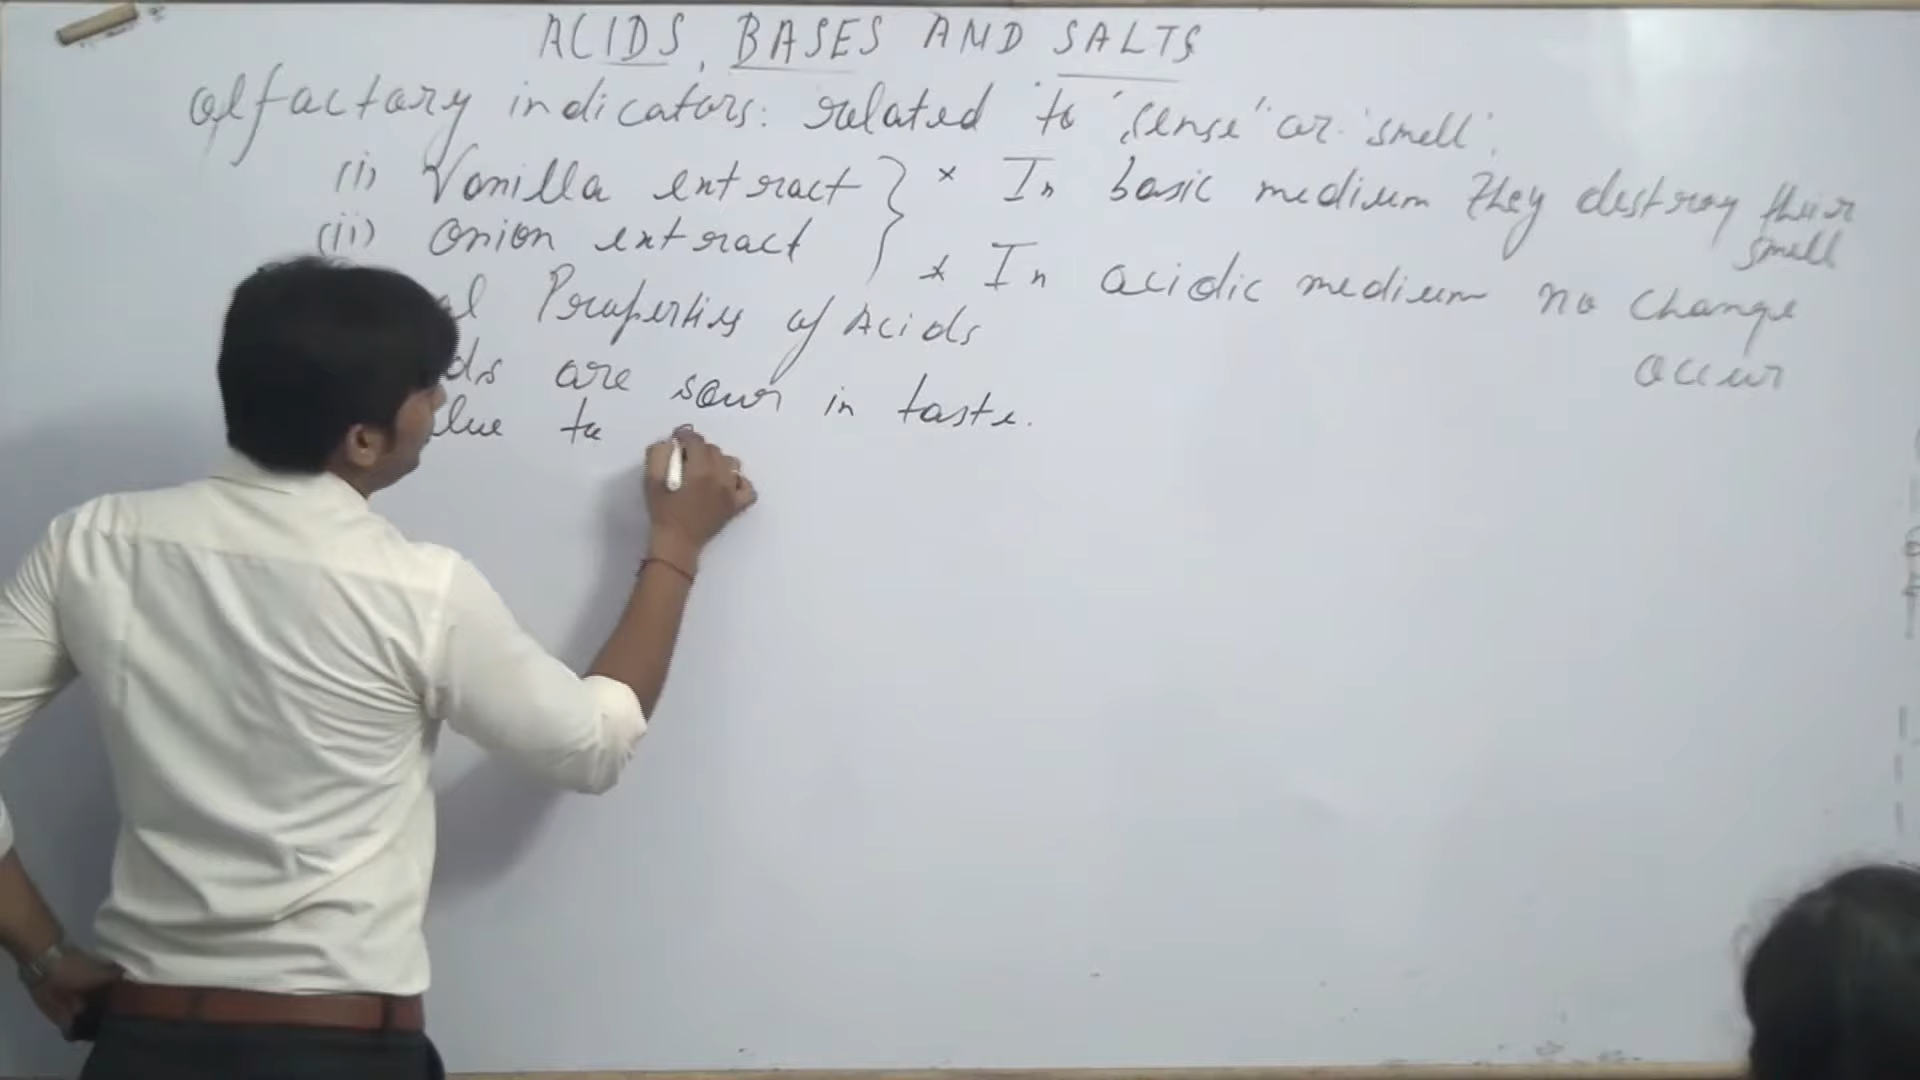 ACIDS, BASES AND SALTS
Olfactory indicators: related to 'sense' or 'smell'.
(i) Vanilla extract } * In basic medium they destroy their smell
(ii) Onion extract * In acidic medium no change occur
al Properties of Acids
ds are sour in taste.
lue to